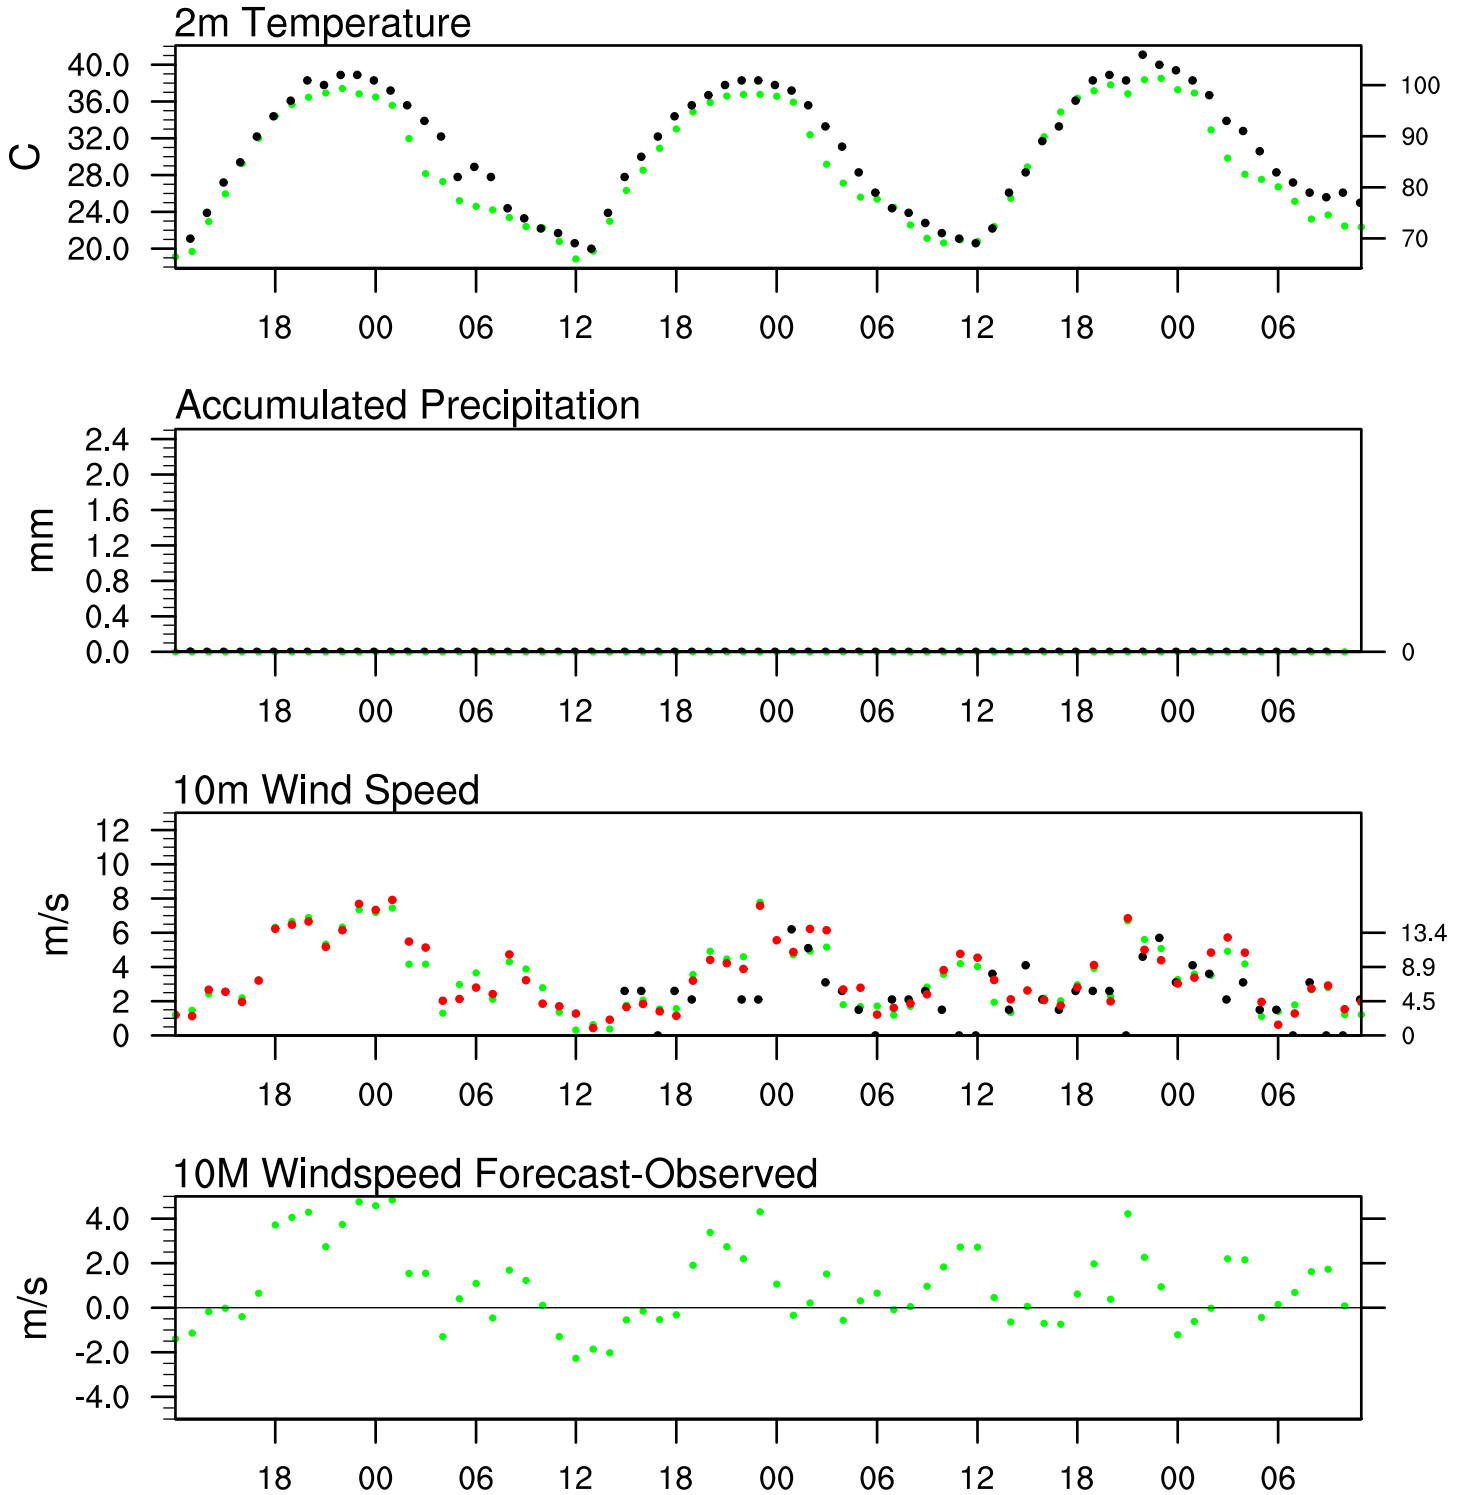 2m Temperature
40.0
36.0
32.0
28.0
24.0
20.0
C
100
90
80
70
18 00 06 12 18 00 06 12 18 00 06
Accumulated Precipitation
2.4
2.0
1.6
1.2
0.8
0.4
0.0
mm
0
18 00 06 12 18 00 06 12 18 00 06
10m Wind Speed
12
10
8
6
4
2
0
m/s
13.4
8.9
4.5
0
18 00 06 12 18 00 06 12 18 00 06
10M Windspeed Forecast-Observed
4.0
2.0
0.0
-2.0
-4.0
m/s
18 00 06 12 18 00 06 12 18 00 06